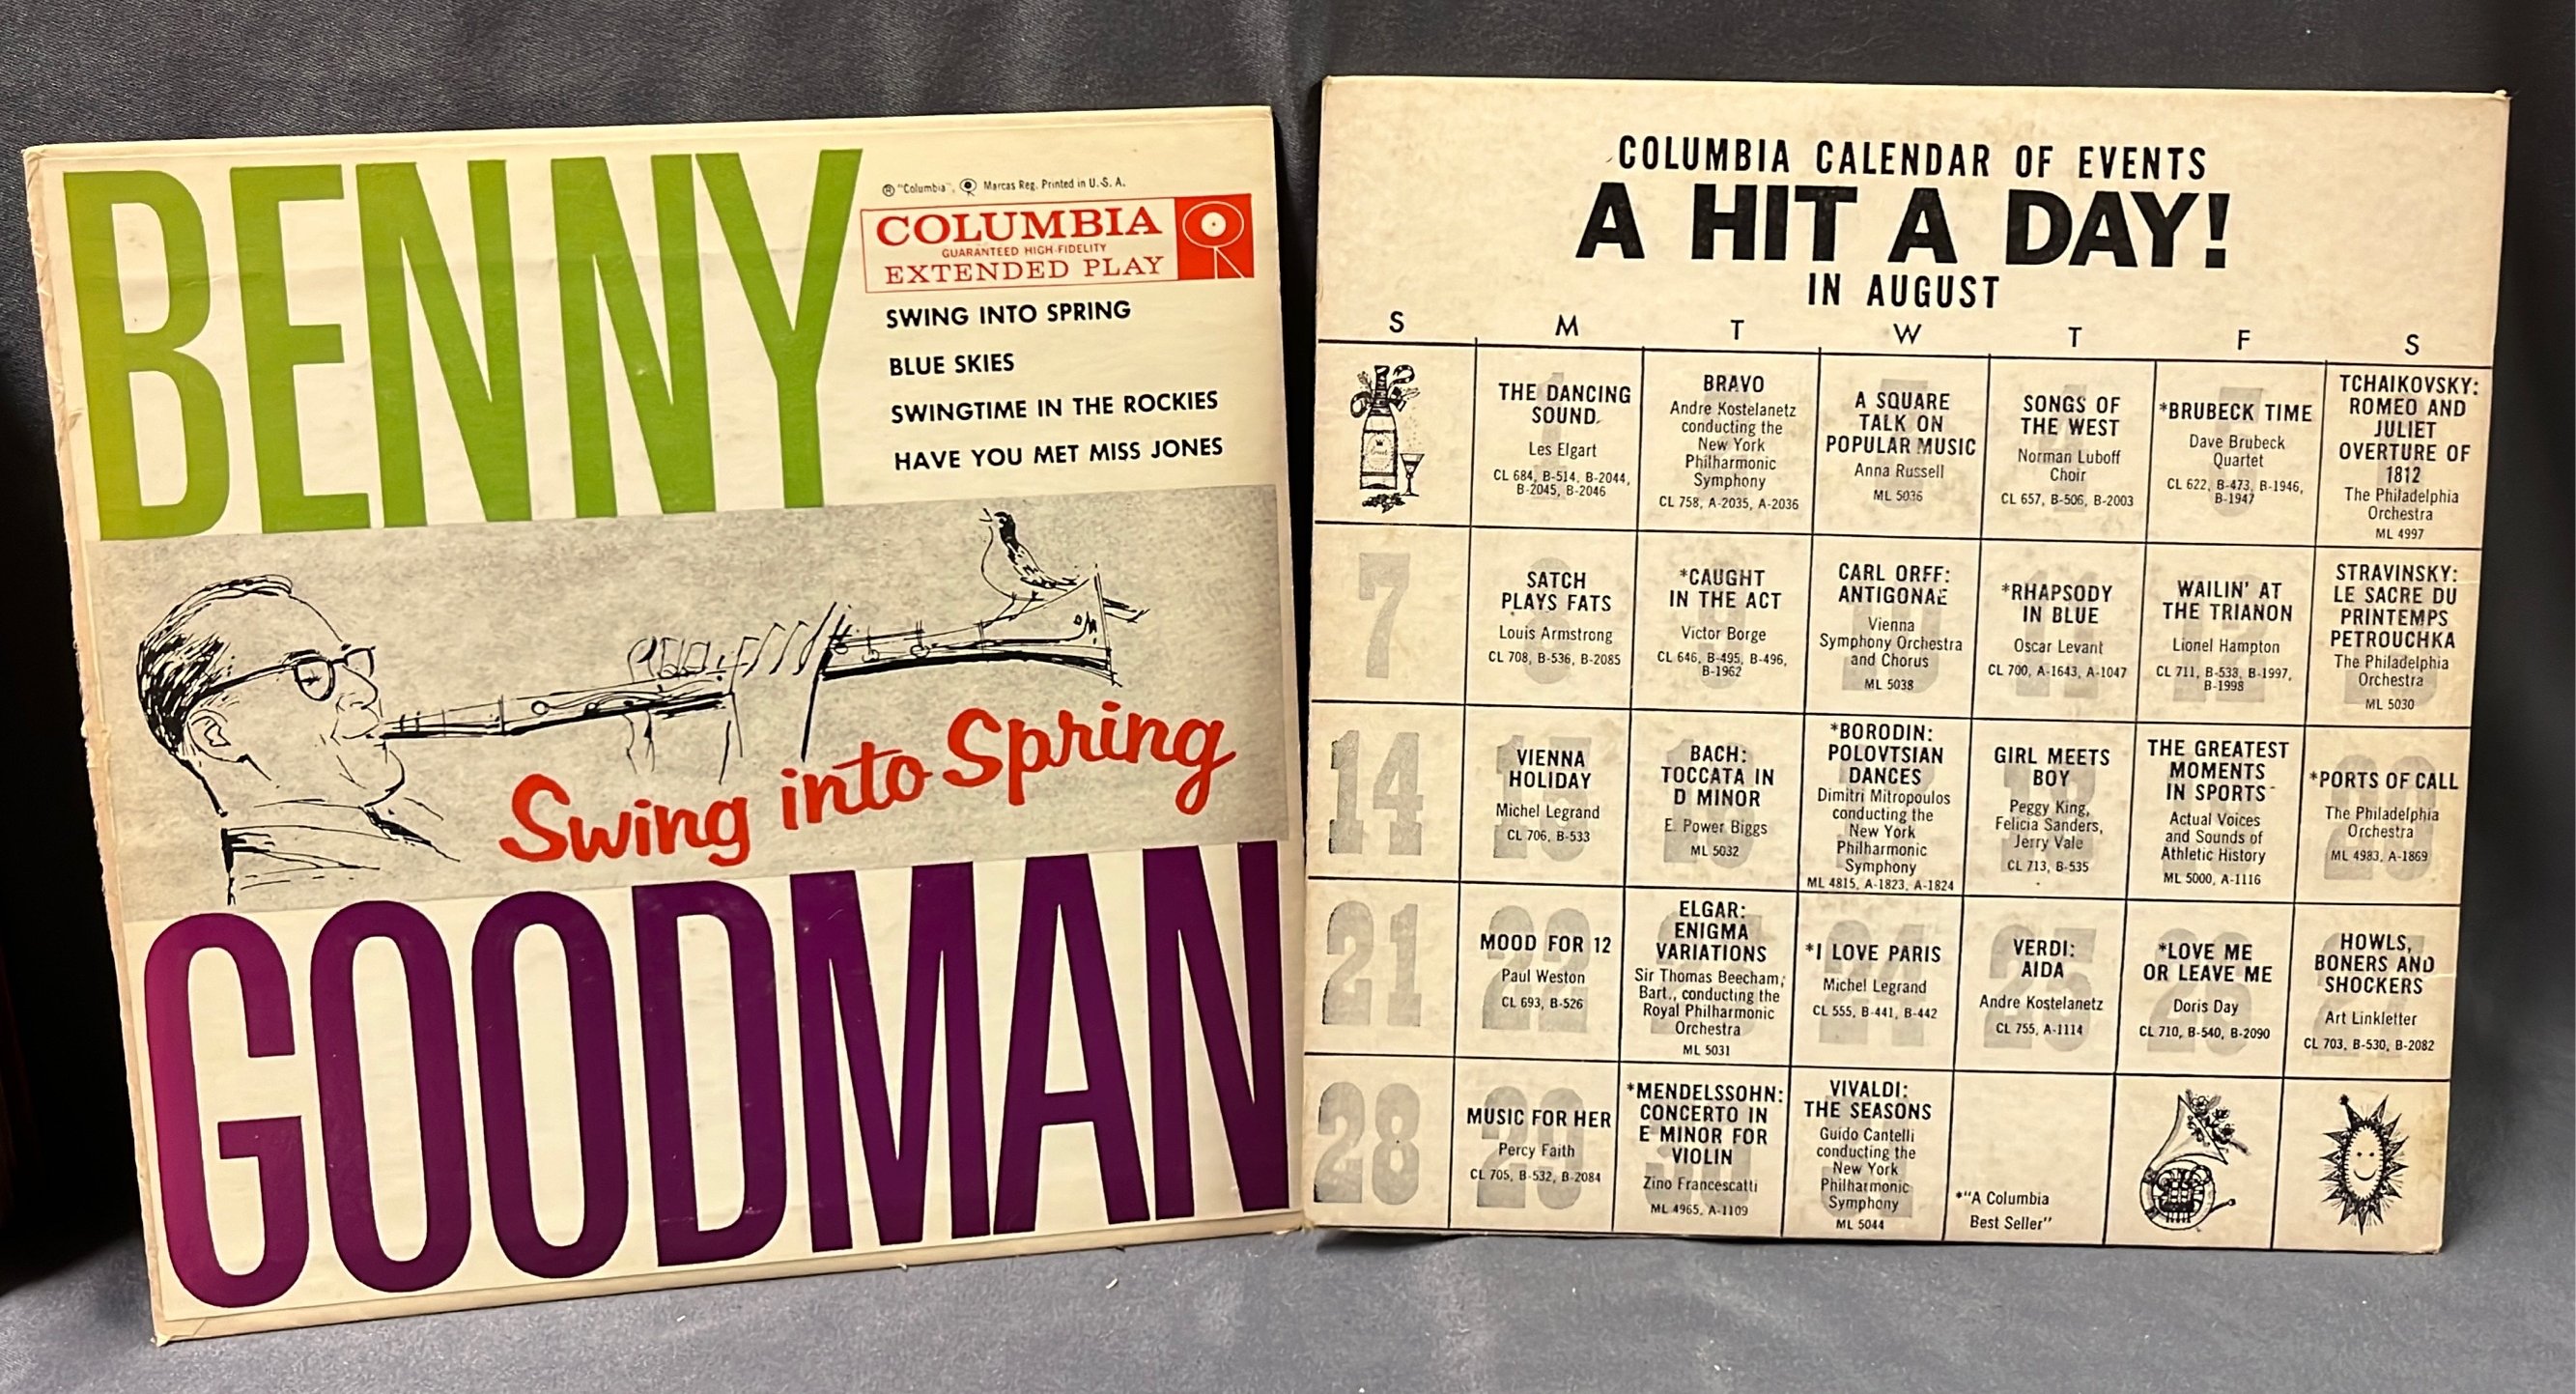 BENNY
® "Columbia", Marcas Reg. Printed in U.S.A.
COLUMBIA
GUARANTEED HIGH-FIDELITY
EXTENDED PLAY
SWING INTO SPRING
BLUE SKIES
SWINGTIME IN THE ROCKIES
HAVE YOU MET MISS JONES
Swing into Spring
GOODMAN
COLUMBIA CALENDAR OF EVENTS
A HIT A DAY!
IN AUGUST
S M T W T F S
THE DANCING
SOUND
Les Elgart
CL 684, B-514, B-2044,
B-2045, B-2046
BRAVO
Andre Kostelanetz
conducting the
New York
Philharmonic
Symphony
CL 758, A-2035, A-2036
A SQUARE
TALK ON
POPULAR MUSIC
Anna Russell
ML 5036
SONGS OF
THE WEST
Norman Luboff
Choir
CL 657, B-506, B-2003
*BRUBECK TIME
Dave Brubeck
Quartet
CL 622, B-473, B-1946,
B-1947
TCHAIKOVSKY:
ROMEO AND
JULIET
OVERTURE OF
1812
The Philadelphia
Orchestra
ML 4997
7
SATCH
PLAYS FATS
Louis Armstrong
CL 708, B-536, B-2085
*CAUGHT
IN THE ACT
Victor Borge
CL 646, B-495, B-496,
B-1962
CARL ORFF:
ANTIGONAE
Vienna
Symphony Orchestra
and Chorus
ML 5038
*RHAPSODY
IN BLUE
Oscar Levant
CL 700, A-1643, A-1047
WAILIN' AT
THE TRIANON
Lionel Hampton
CL 711, B-533, B-1997,
B-1998
STRAVINSKY:
LE SACRE DU
PRINTEMPS
PETROUCHKA
The Philadelphia
Orchestra
ML 5030
14
VIENNA
HOLIDAY
Michel Legrand
CL 706, B-533
BACH:
TOCCATA IN
D MINOR
E. Power Biggs
ML 5032
*BORODIN:
POLOVTSIAN
DANCES
Dimitri Mitropoulos
conducting the
New York
Philharmonic
Symphony
ML 4815, A-1823, A-1824
GIRL MEETS
BOY
Peggy King,
Felicia Sanders,
Jerry Vale
CL 713, B-535
THE GREATEST
MOMENTS
IN SPORTS
Actual Voices
and Sounds of
Athletic History
ML 5000, A-1116
*PORTS OF CALL
The Philadelphia
Orchestra
ML 4983, A-1869
21
MOOD FOR 12
Paul Weston
CL 693, B-526
ELGAR:
ENIGMA
VARIATIONS
Sir Thomas Beecham,
Bart., conducting the
Royal Philharmonic
Orchestra
ML 5031
*I LOVE PARIS
Michel Legrand
CL 555, B-441, B-442
VERDI:
AIDA
Andre Kostelanetz
CL 755, A-1114
*LOVE ME
OR LEAVE ME
Doris Day
CL 710, B-540, B-2090
HOWLS,
BONERS AND
SHOCKERS
Art Linkletter
CL 703, B-530, B-2082
28
MUSIC FOR HER
Percy Faith
CL 705, B-532, B-2084
*MENDELSSOHN:
CONCERTO IN
E MINOR FOR
VIOLIN
Zino Francescatti
ML 4965, A-1109
VIVALDI:
THE SEASONS
Guido Cantelli
conducting the
New York
Philharmonic
Symphony
ML 5044
*"A Columbia
Best Seller"